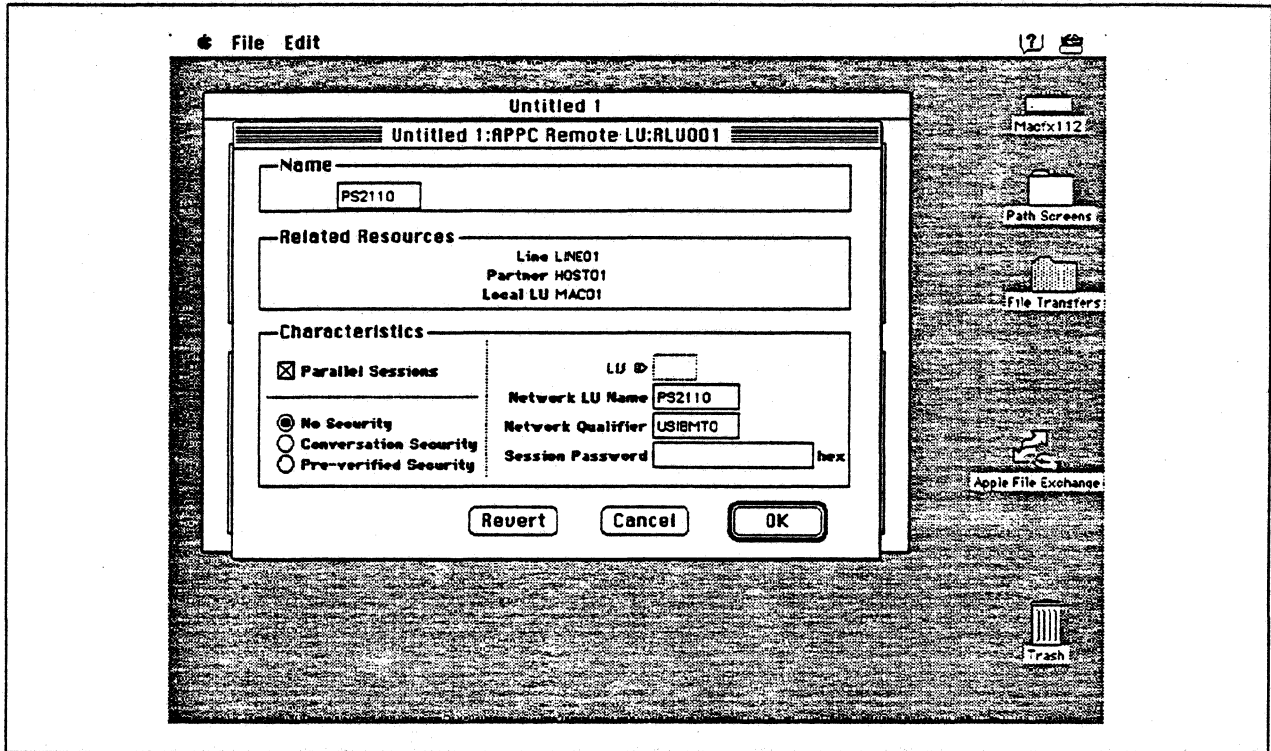 File Edit
Untitled 1
Untitled 1:APPC Remote LU:RLU001
Name
PS2110
Related Resources
Line LINE01
Partner HOST01
Local LU MAC01
Characteristics
Parallel Sessions
No Security
Conversation Security
Pre-verified Security
LU ID
Network LU Name PS2110
Network Qualifier USIBMT0
Session Password hex
Revert Cancel OK
Macfx112
Path Screens
File Transfers
Apple File Exchange
Trash